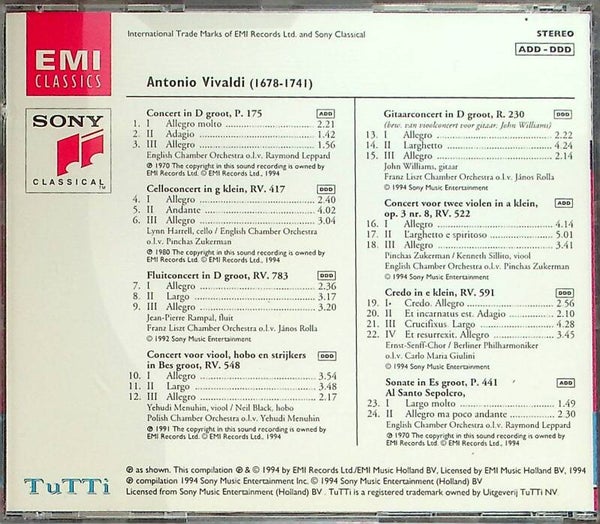 International Trade Marks of EMI Records Ltd. and Sony Classical
STEREO
ADD - DDD
EMI
CLASSICS
SONY
CLASSICAL
TM
Antonio Vivaldi (1678-1741)
Concert in D groot, P. 175 ADD
1. I Allegro molto 2.21
2. II Adagio 1.42
3. III Allegro 1.56
English Chamber Orchestra o.l.v. Raymond Leppard
℗ 1970 The copyright in this sound recording is owned by
EMI Records Ltd. © EMI Records Ltd., 1994
Celloconcert in g klein, RV. 417 DDD
4. I Allegro 2.40
5. II Andante 4.02
6. III Allegro 3.04
Lynn Harrell, cello / English Chamber Orchestra
o.l.v. Pinchas Zukerman
℗ 1980 The copyright in this sound recording is owned by
EMI Records Ltd. © EMI Records Ltd., 1994
Fluitconcert in D groot, RV. 783 DDD
7. I Allegro 2.36
8. II Largo 3.17
9. III Allegro 3.20
Jean-Pierre Rampal, fluit
Franz Liszt Chamber Orchestra o.l.v. János Rolla
© 1992 Sony Music Entertainment
Concert voor viool, hobo en strijkers DDD
in Bes groot, RV. 548
10. I Allegro 3.54
11. II Largo 3.48
12. III Allegro 2.17
Yehudi Menuhin, viool / Neil Black, hobo
Polish Chamber Orchestra o.l.v. Yehudi Menuhin
℗ 1991 The copyright in this sound recording is owned by
EMI Records Ltd. © EMI Records Ltd., 1994
Gitaarconcert in D groot, R. 230 DDD
(bew. van vioolconcert voor gitaar: John Williams)
13. I Allegro 2.22
14. II Larghetto 4.24
15. III Allegro 2.14
John Williams, gitaar
Franz Liszt Chamber Orchestra o.l.v. János Rolla
© 1994 Sony Music Entertainment
Concert voor twee violen in a klein, ADD
op. 3 nr. 8, RV. 522
16. I Allegro 4.14
17. II Larghetto e spiritoso 5.01
18. III Allegro 3.41
Pinchas Zukerman / Kenneth Sillito, viool
English Chamber Orchestra o.l.v. Pinchas Zukerman
© 1994 Sony Music Entertainment
Credo in e klein, RV. 591 DDD
19. I Credo. Allegro 2.56
20. II Et incarnatus est. Adagio 2.10
21. III Crucifixus Largo 4.28
22. IV Et resurrexit. Allegro 3.45
Ernst-Senff-Chor / Berliner Philharmoniker
o.l.v. Carlo Maria Giulini
© 1994 Sony Music Entertainment
Sonate in Es groot, P. 441 ADD
Al Santo Sepolcro,
23. I Largo molto 1.49
24. II Allegro ma poco andante 2.30
English Chamber Orchestra o.l.v. Raymond Leppard
℗ 1970 The copyright in this sound recording is owned by
EMI Records Ltd. © EMI Records Ltd., 1994
TuTTi
℗ as shown. This compilation ℗ & © 1994 by EMI Records Ltd./EMI Music Holland BV, Licensed by EMI Music Holland BV, 1994
℗ compilation 1994 Sony Music Entertainment Inc. © 1994 Sony Music Entertainment (Holland) BV
Licensed from Sony Music Entertainment (Holland) BV . TuTTi is a registered trademark owned by Uitgeverij TuTTi NV